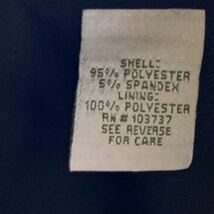 SHELL:
95% POLYESTER
5% SPANDEX
LINING:
100% POLYESTER
RN # 103737
SEE REVERSE
FOR CARE